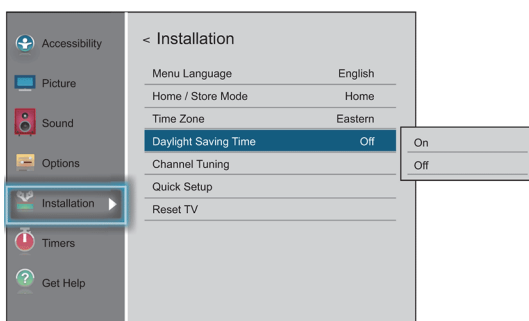 Accessibility
Picture
Sound
Options
Installation
Timers
Get Help
< Installation
Menu Language English
Home / Store Mode Home
Time Zone Eastern
Daylight Saving Time Off
Channel Tuning
Quick Setup
Reset TV
On
Off